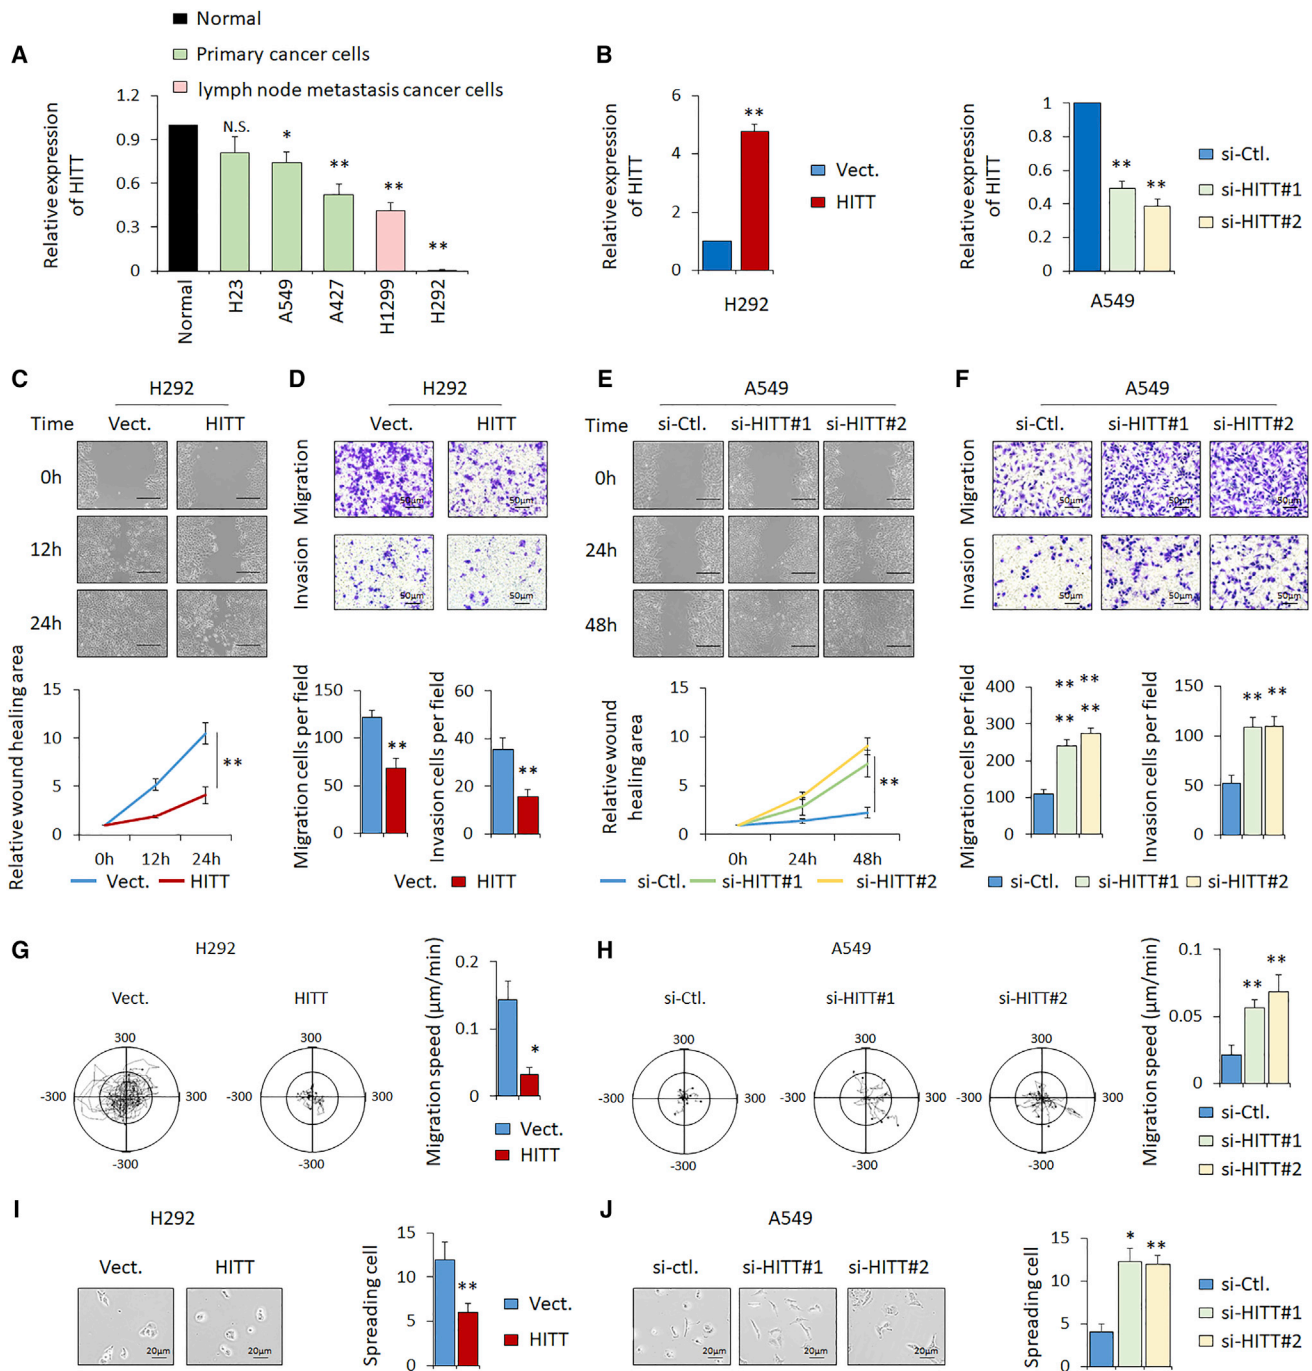 Normal
Primary cancer cells
lymph node metastasis cancer cells
A
Relative expression of HITT
1.2
0.9
0.6
0.3
0
N.S.
*
**
**
**
Normal
H23
A549
A427
H1299
H292
B
Relative expression of HITT
6
4
2
0
**
Vect.
HITT
H292
Relative expression of HITT
1
0.8
0.6
0.4
0.2
0
**
**
si-Ctl.
si-HITT#1
si-HITT#2
A549
C
H292
Time Vect. HITT
0h
12h
24h
Relative wound healing area
15
10
5
0
**
0h 12h 24h
Vect. HITT
D
H292
Vect. HITT
Migration
50µm 50µm
Invasion
50µm 50µm
Migration cells per field
150
100
50
0
**
Invasion cells per field
60
40
20
0
**
Vect. HITT
E
A549
Time si-Ctl. si-HITT#1 si-HITT#2
0h
24h
48h
Relative wound healing area
15
10
5
0
**
0h 24h 48h
si-Ctl. si-HITT#1 si-HITT#2
F
A549
si-Ctl. si-HITT#1 si-HITT#2
Migration
50µm 50µm 50µm
Invasion
50µm 50µm 50µm
Migration cells per field
400
300
200
100
0
** **
** **
Invasion cells per field
150
100
50
0
** **
si-Ctl. si-HITT#1 si-HITT#2
G
H292
Vect. HITT
300 300
-300 300 -300 300
-300 -300
Migration speed (µm/min)
0.2
0.1
0
*
Vect.
HITT
H
A549
si-Ctl. si-HITT#1 si-HITT#2
300 300 300
-300 300 -300 300 -300 300
-300 -300 -300
Migration speed (µm/min)
0.1
0.05
0
** **
si-Ctl.
si-HITT#1
si-HITT#2
I
H292
Vect. HITT
20µm 20µm
Spreading cell
15
10
5
0
**
Vect.
HITT
J
A549
si-ctl. si-HITT#1 si-HITT#2
20µm 20µm 20µm
Spreading cell
15
10
5
0
* **
si-Ctl.
si-HITT#1
si-HITT#2